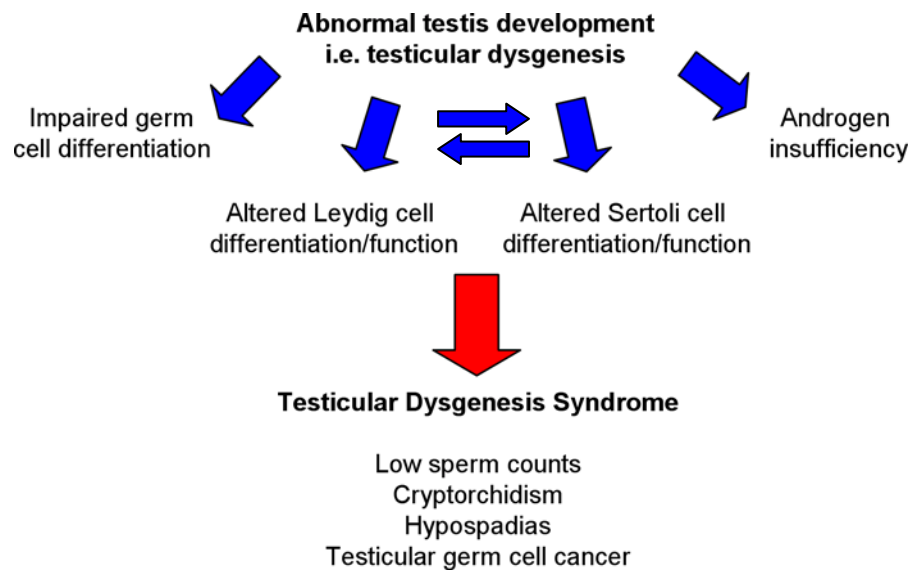 Abnormal testis development
i.e. testicular dysgenesis
Impaired germ
cell differentiation
Androgen
insufficiency
Altered Leydig cell
differentiation/function
Altered Sertoli cell
differentiation/function
Testicular Dysgenesis Syndrome
Low sperm counts
Cryptorchidism
Hypospadias
Testicular germ cell cancer